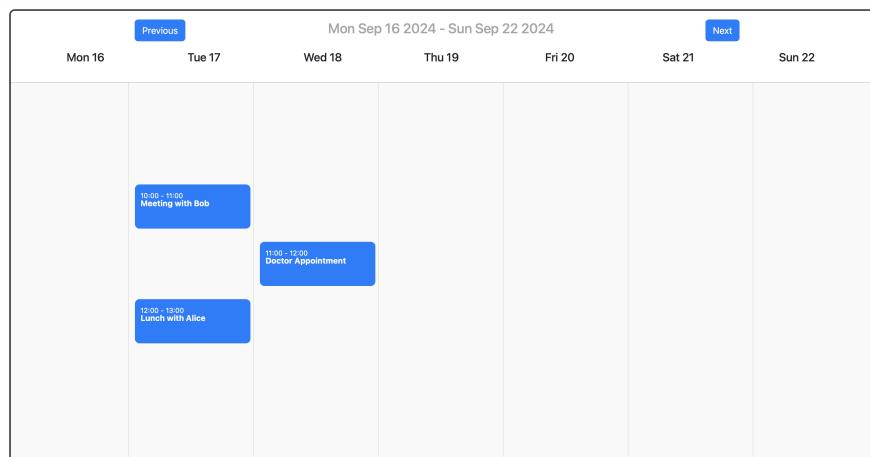 Previous
Mon Sep 16 2024 - Sun Sep 22 2024
Next
Mon 16
Tue 17
Wed 18
Thu 19
Fri 20
Sat 21
Sun 22
10:00 - 11:00
Meeting with Bob
11:00 - 12:00
Doctor Appointment
12:00 - 13:00
Lunch with Alice